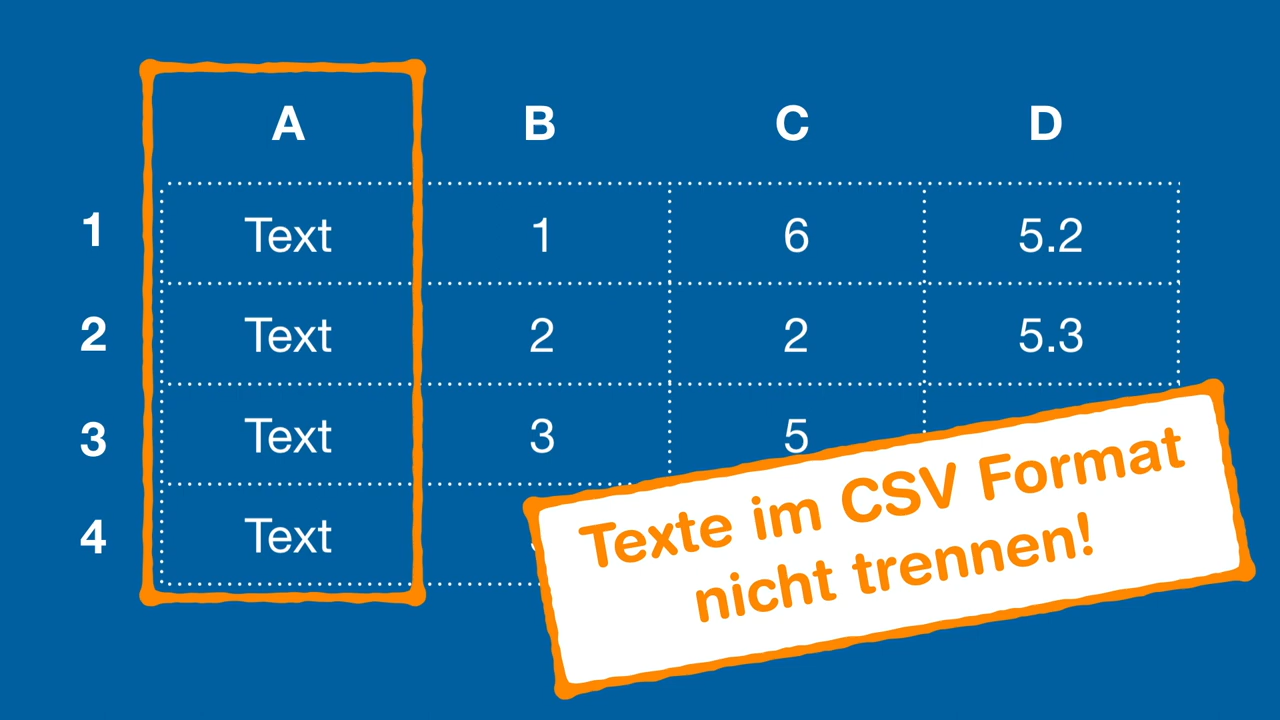 A B C D
1 Text 1 6 5.2
2 Text 2 2 5.3
3 Text 3 5
4 Text
Texte im CSV Format
nicht trennen!